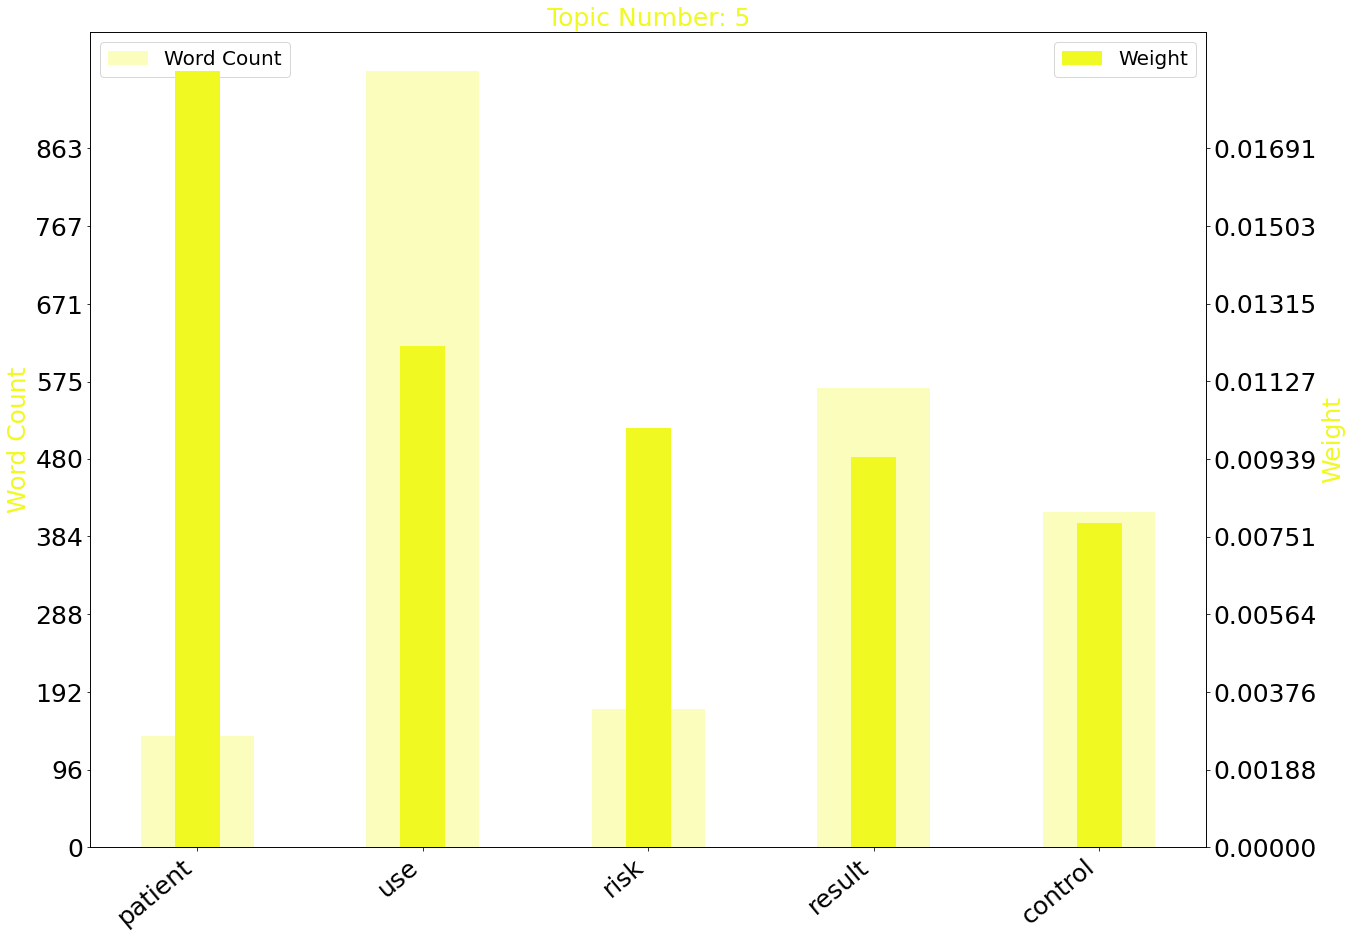 Topic Number: 5
Word Count
Weight
863
767
671
575
480
384
288
192
96
0
Word Count
0.01691
0.01503
0.01315
0.01127
0.00939
0.00751
0.00564
0.00376
0.00188
0.00000
Weight
patient
use
risk
result
control